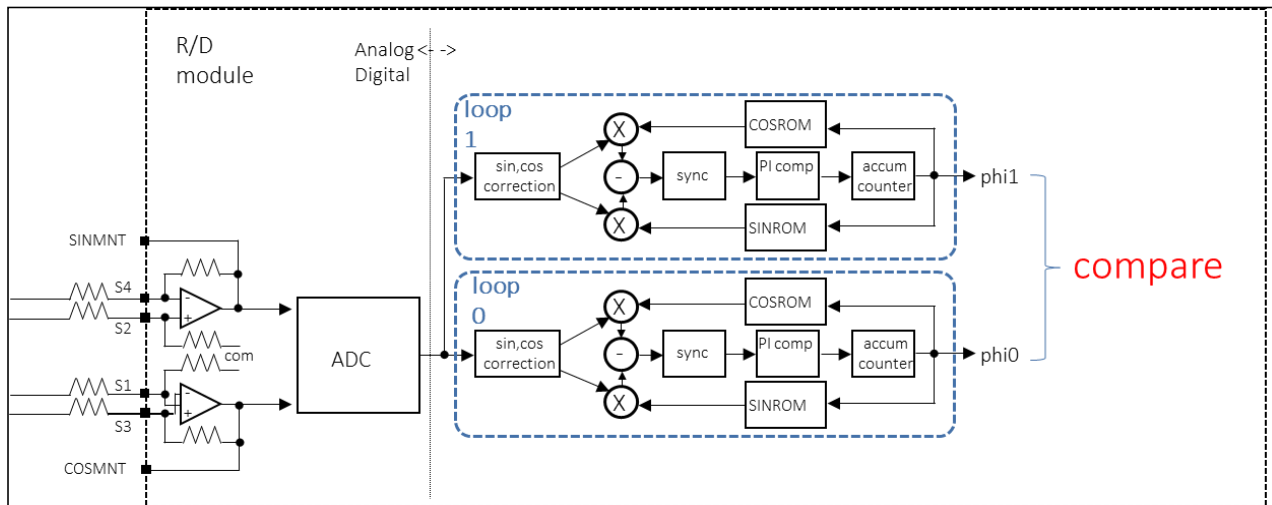 R/D
module
Analog <- ->
Digital
loop
1
sin,cos
correction
X
-
X
sync
COSROM
PI comp
SINROM
accum
counter
phi1
SINMNT
S4
S2
-
+
com
S1
S3
-
+
COSMNT
ADC
loop
0
sin,cos
correction
X
-
X
sync
COSROM
PI comp
SINROM
accum
counter
phi0
compare